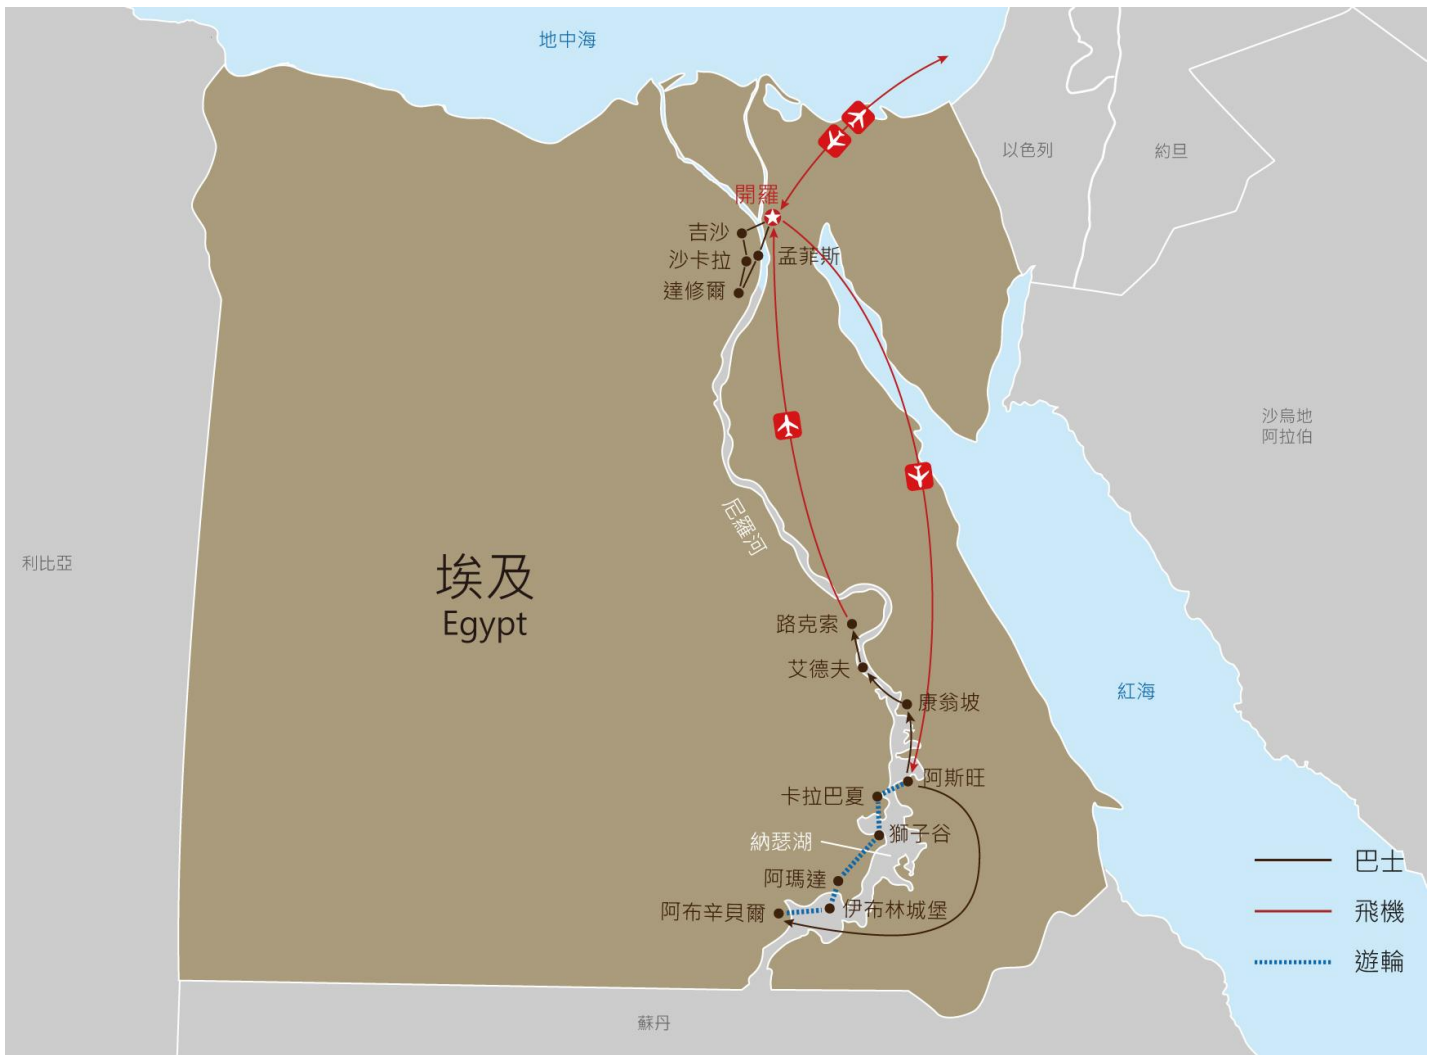 地中海
以色列
約旦
開羅
吉沙
沙卡拉
孟菲斯
達修爾
沙烏地
阿拉伯
尼羅河
利比亞
埃及
Egypt
路克索
艾德夫
紅海
康翁坡
阿斯旺
卡拉巴夏
獅子谷
納瑟湖
阿瑪達
阿布辛貝爾
伊布林城堡
巴士
飛機
遊輪
蘇丹